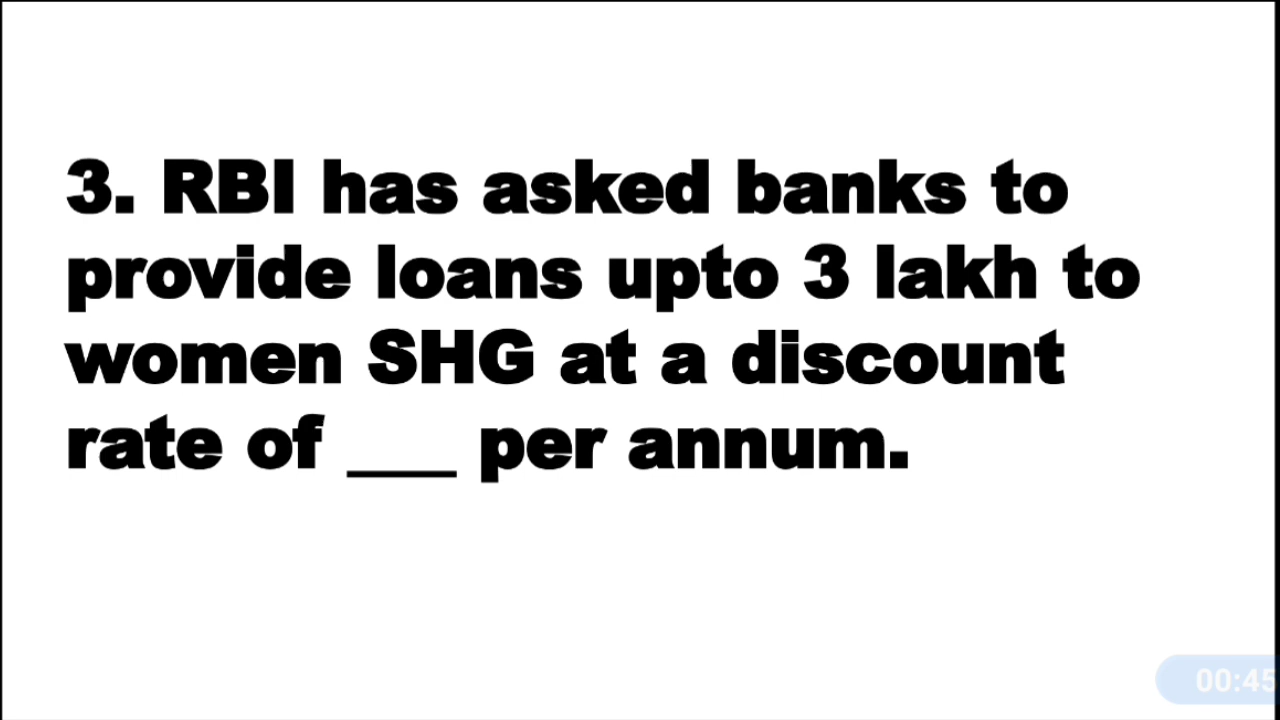 3. RBI has asked banks to
provide loans upto 3 lakh to
women SHG at a discount
rate of ___ per annum.
00:45